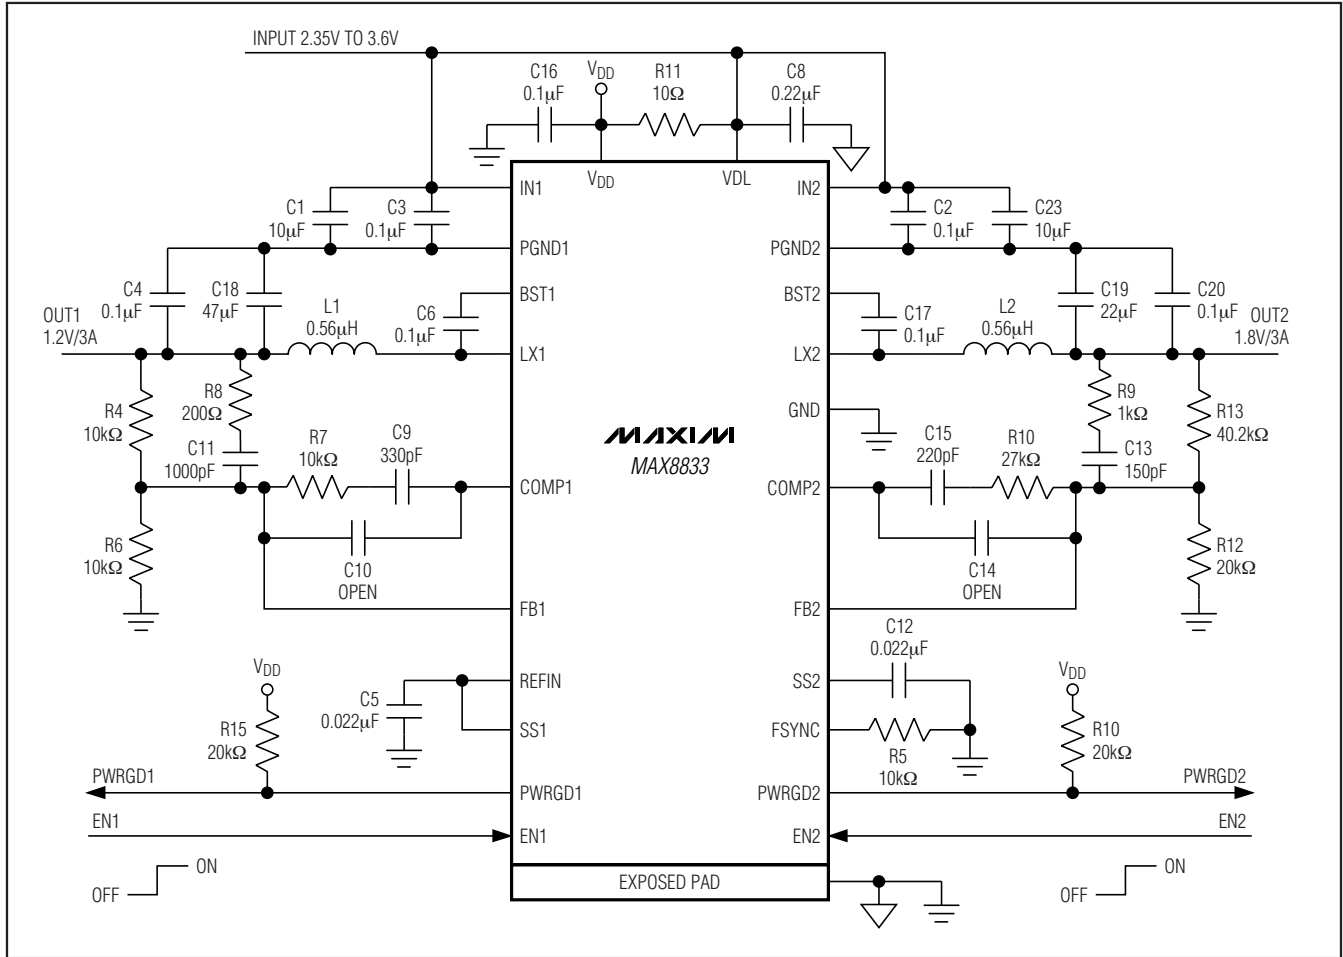 INPUT 2.35V TO 3.6V
C16
0.1µF
VDD
R11
10Ω
C8
0.22µF
VDD
VDL
IN1
IN2
C1
10µF
C3
0.1µF
C2
0.1µF
C23
10µF
PGND1
PGND2
C4
0.1µF
C18
47µF
L1
0.56µH
C6
0.1µF
BST1
BST2
C17
0.1µF
L2
0.56µH
C19
22µF
C20
0.1µF
OUT1
1.2V/3A
OUT2
1.8V/3A
LX1
LX2
R4
10kΩ
R8
200Ω
C11
1000pF
R7
10kΩ
C9
330pF
GND
MAXIM
MAX8833
C15
220pF
R10
27kΩ
R9
1kΩ
C13
150pF
R13
40.2kΩ
COMP1
COMP2
R6
10kΩ
C10
OPEN
C14
OPEN
R12
20kΩ
FB1
FB2
VDD
R15
20kΩ
C5
0.022µF
REFIN
SS1
SS2
C12
0.022µF
FSYNC
R5
10kΩ
VDD
R10
20kΩ
PWRGD1
PWRGD1
PWRGD2
PWRGD2
EN1
EN1
EN2
EN2
OFF
ON
EXPOSED PAD
OFF
ON